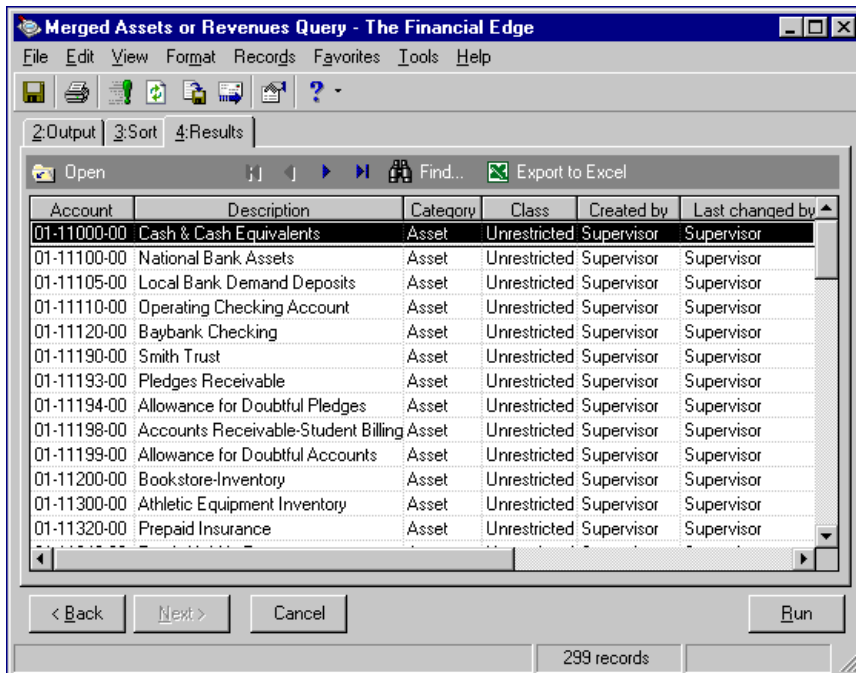 Merged Assets or Revenues Query - The Financial Edge
File Edit View Format Records Favorites Tools Help
2:Output 3:Sort 4:Results
Open Find... Export to Excel
Account Description Category Class Created by Last changed by
01-11000-00 Cash & Cash Equivalents Asset Unrestricted Supervisor Supervisor
01-11100-00 National Bank Assets Asset Unrestricted Supervisor Supervisor
01-11105-00 Local Bank Demand Deposits Asset Unrestricted Supervisor Supervisor
01-11110-00 Operating Checking Account Asset Unrestricted Supervisor Supervisor
01-11120-00 Baybank Checking Asset Unrestricted Supervisor Supervisor
01-11190-00 Smith Trust Asset Unrestricted Supervisor Supervisor
01-11193-00 Pledges Receivable Asset Unrestricted Supervisor Supervisor
01-11194-00 Allowance for Doubtful Pledges Asset Unrestricted Supervisor Supervisor
01-11198-00 Accounts Receivable-Student Billing Asset Unrestricted Supervisor Supervisor
01-11199-00 Allowance for Doubtful Accounts Asset Unrestricted Supervisor Supervisor
01-11200-00 Bookstore-Inventory Asset Unrestricted Supervisor Supervisor
01-11300-00 Athletic Equipment Inventory Asset Unrestricted Supervisor Supervisor
01-11320-00 Prepaid Insurance Asset Unrestricted Supervisor Supervisor
< Back Next > Cancel Run
299 records